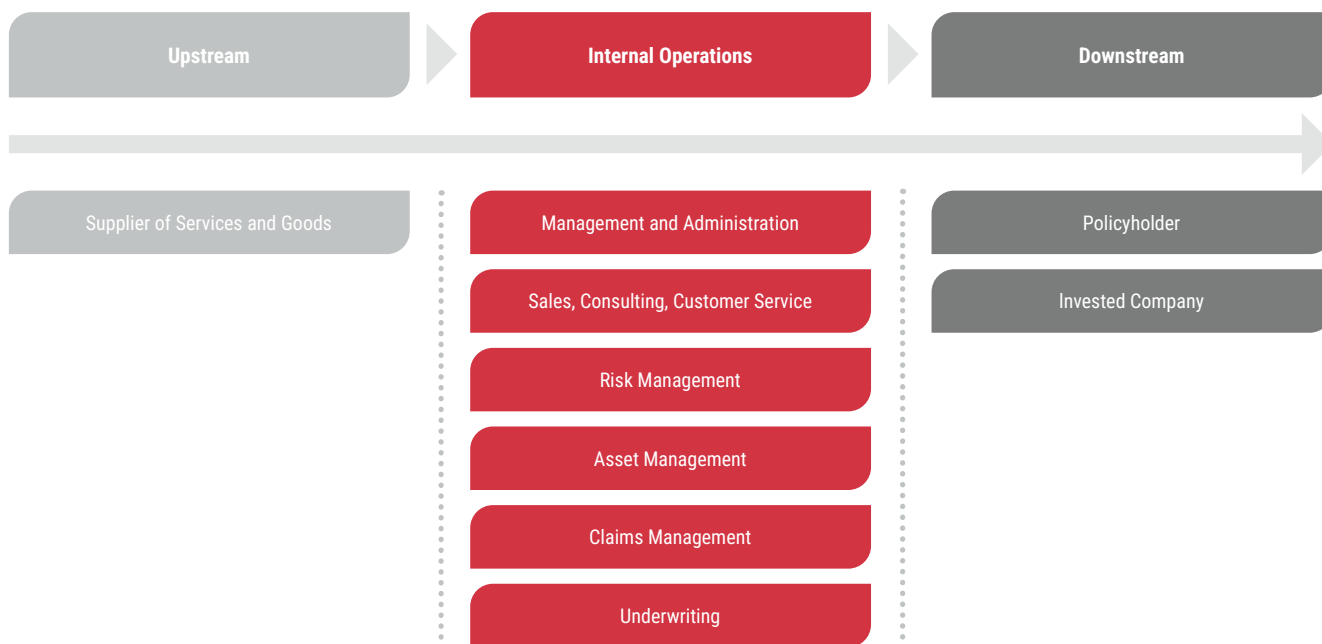 Upstream
Internal Operations
Downstream
Supplier of Services and Goods
Management and Administration
Policyholder
Sales, Consulting, Customer Service
Invested Company
Risk Management
Asset Management
Claims Management
Underwriting